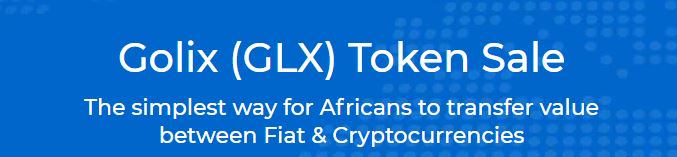 Golix (GLX) Token Sale
The simplest way for Africans to transfer value
between Fiat & Cryptocurrencies